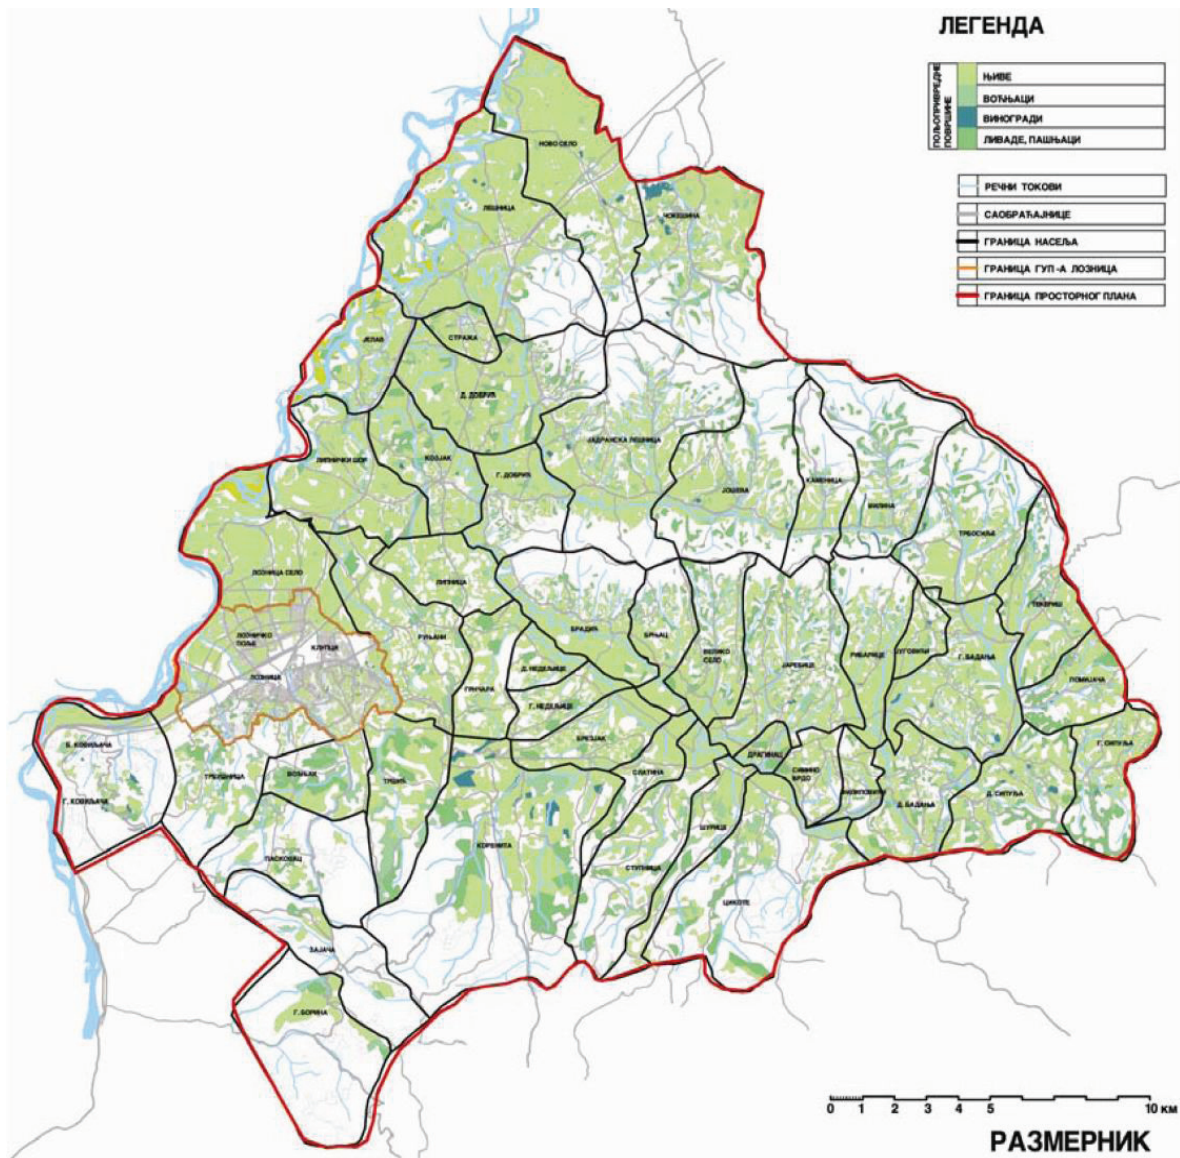 ЛЕГЕНДА
ПОЉОПРИВРЕДНЕ
ПОВРШИНЕ
ЊИВЕ
ВОЋЊАЦИ
ВИНОГРАДИ
ЛИВАДЕ, ПАШЊАЦИ
РЕЧНИ ТОКОВИ
САОБРАЋАЈНИЦЕ
ГРАНИЦА НАСЕЉА
ГРАНИЦА ГУП-А ЛОЗНИЦА
ГРАНИЦА ПРОСТОРНОГ ПЛАНА
НОВО СЕЛО
ЛЕШНИЦА
ЧОКЕШИНА
ЈЕЛАВ
СТРАЖА
Д. ДОБРИЋ
ЛИПНИЧКИ ШОР
КОЗЈАК
Г. ДОБРИЋ
ЈАДРАНСКА ЛЕШНИЦА
ЈОШЕВА
КАМЕНИЦА
МИЛИНА
ТРБОСИЉЕ
ЛОЗНИЦА СЕЛО
ЛИПНИЦА
ТЕКЕРИШ
ЛОЗНИЧКО
ПОЉЕ
КЛУПЦИ
РУЊАНИ
БРАДИЋ
БРЊАЦ
ВЕЛИКО
СЕЛО
ЈАРЕБИЦЕ
РИБАРИЦЕ
ЈУГОВИЋИ
Г. БАДАЊА
ЛОЗНИЦА
ГРНЧАРА
Д. НЕДЕЉИЦЕ
Г. НЕДЕЉИЦЕ
ПОМИЈАЧА
БРЕЗЈАК
Б. КОВИЉАЧА
Г. КОВИЉАЧА
ТРБУШНИЦА
ВОЋЊАК
ТРШИЋ
СЛАТИНА
ДРАГИНАЦ
СИМИНО
БРДО
ФИЛИПОВИЋИ
Г. СИПУЉА
Д. СИПУЉА
Д. БАДАЊА
ПАСКОВАЦ
КОРЕНИТА
ШУРИЦЕ
СТУПНИЦА
ЦИКОТЕ
ЗАЈАЧА
Г. БОРИНА
0 1 2 3 4 5 10 КМ
РАЗМЕРНИК